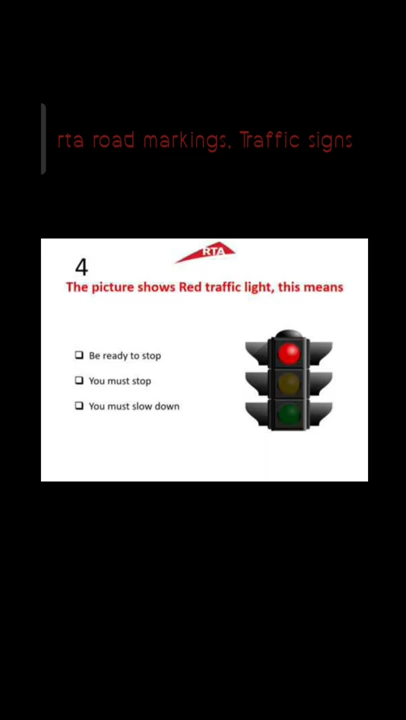 rta road markings, Traffic signs
RTA
4
The picture shows Red traffic light, this means
Be ready to stop
You must stop
You must slow down